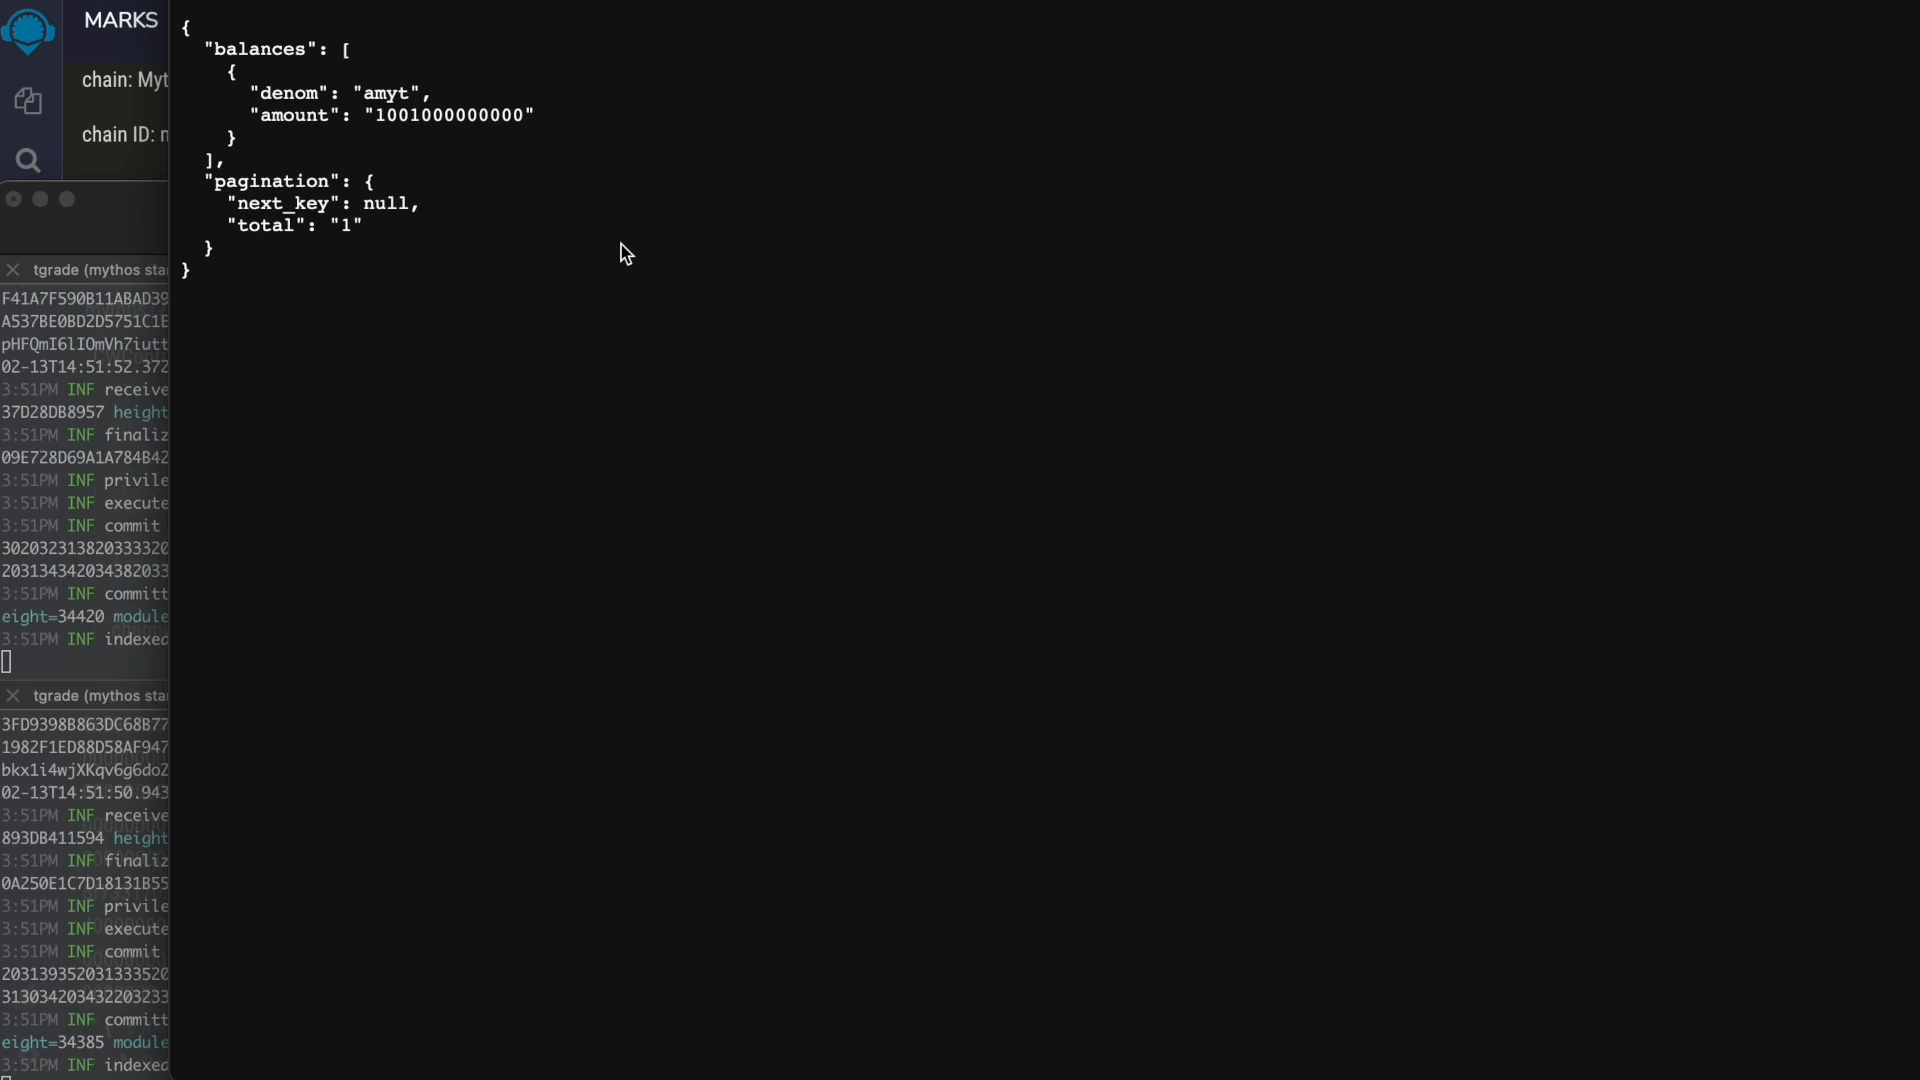 MARKS
chain: Myt
chain ID: n
{
"balances": [
{
"denom": "amyt",
"amount": "1001000000000"
}
],
"pagination": {
"next_key": null,
"total": "1"
}
}
tgrade (mythos sta
F41A7F590B11ABAD39
A537BE0BD2D5751C1E
pHFQmI6lIOmVh7iutt
02-13T14:51:52.372
3:51PM INF receive
37D28DB8957 height
3:51PM INF finaliz
09E728D69A1A784B42
3:51PM INF privile
3:51PM INF execute
3:51PM INF commit
302032313820333320
203134342034382033
3:51PM INF committ
eight=34420 module
3:51PM INF indexed
tgrade (mythos sta
3FD9398B863DC68B77
1982F1ED88D58AF947
bkx1i4wjXKqv6g6doZ
02-13T14:51:50.943
3:51PM INF receive
893DB411594 height
3:51PM INF finaliz
0A250E1C7D18131B55
3:51PM INF privile
3:51PM INF execute
3:51PM INF commit
203139352031333520
313034203432203233
3:51PM INF committ
eight=34385 module
3:51PM INF indexed